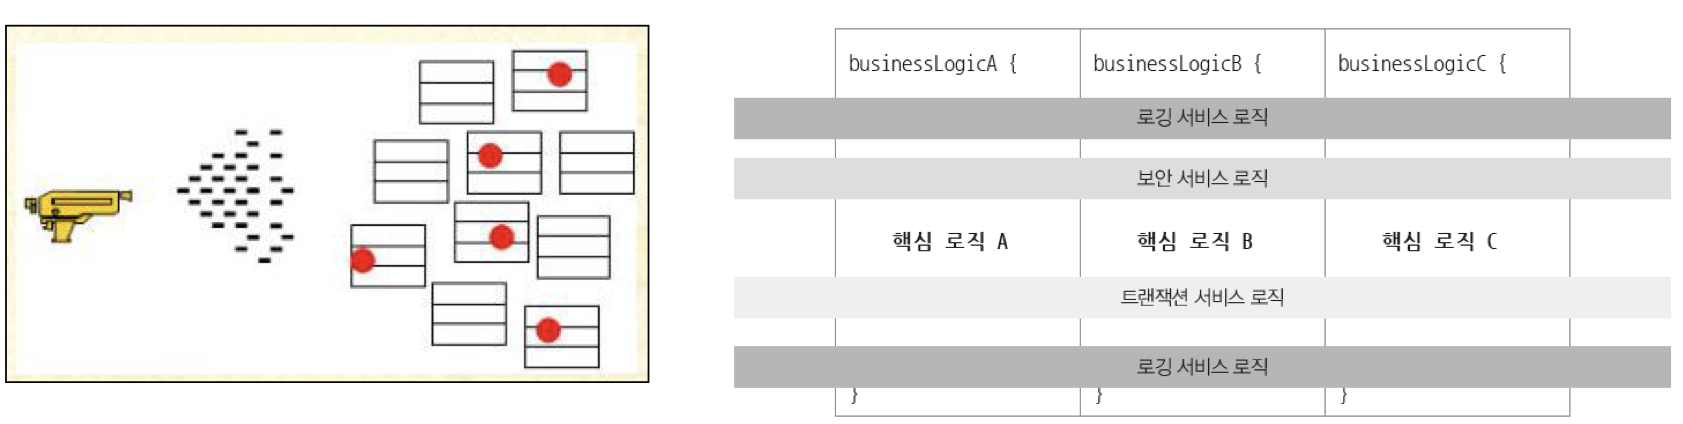 businessLogicA {
businessLogicB {
businessLogicC {
로깅 서비스 로직
보안 서비스 로직
핵심 로직 A
핵심 로직 B
핵심 로직 C
트랜잭션 서비스 로직
로깅 서비스 로직
}
}
}